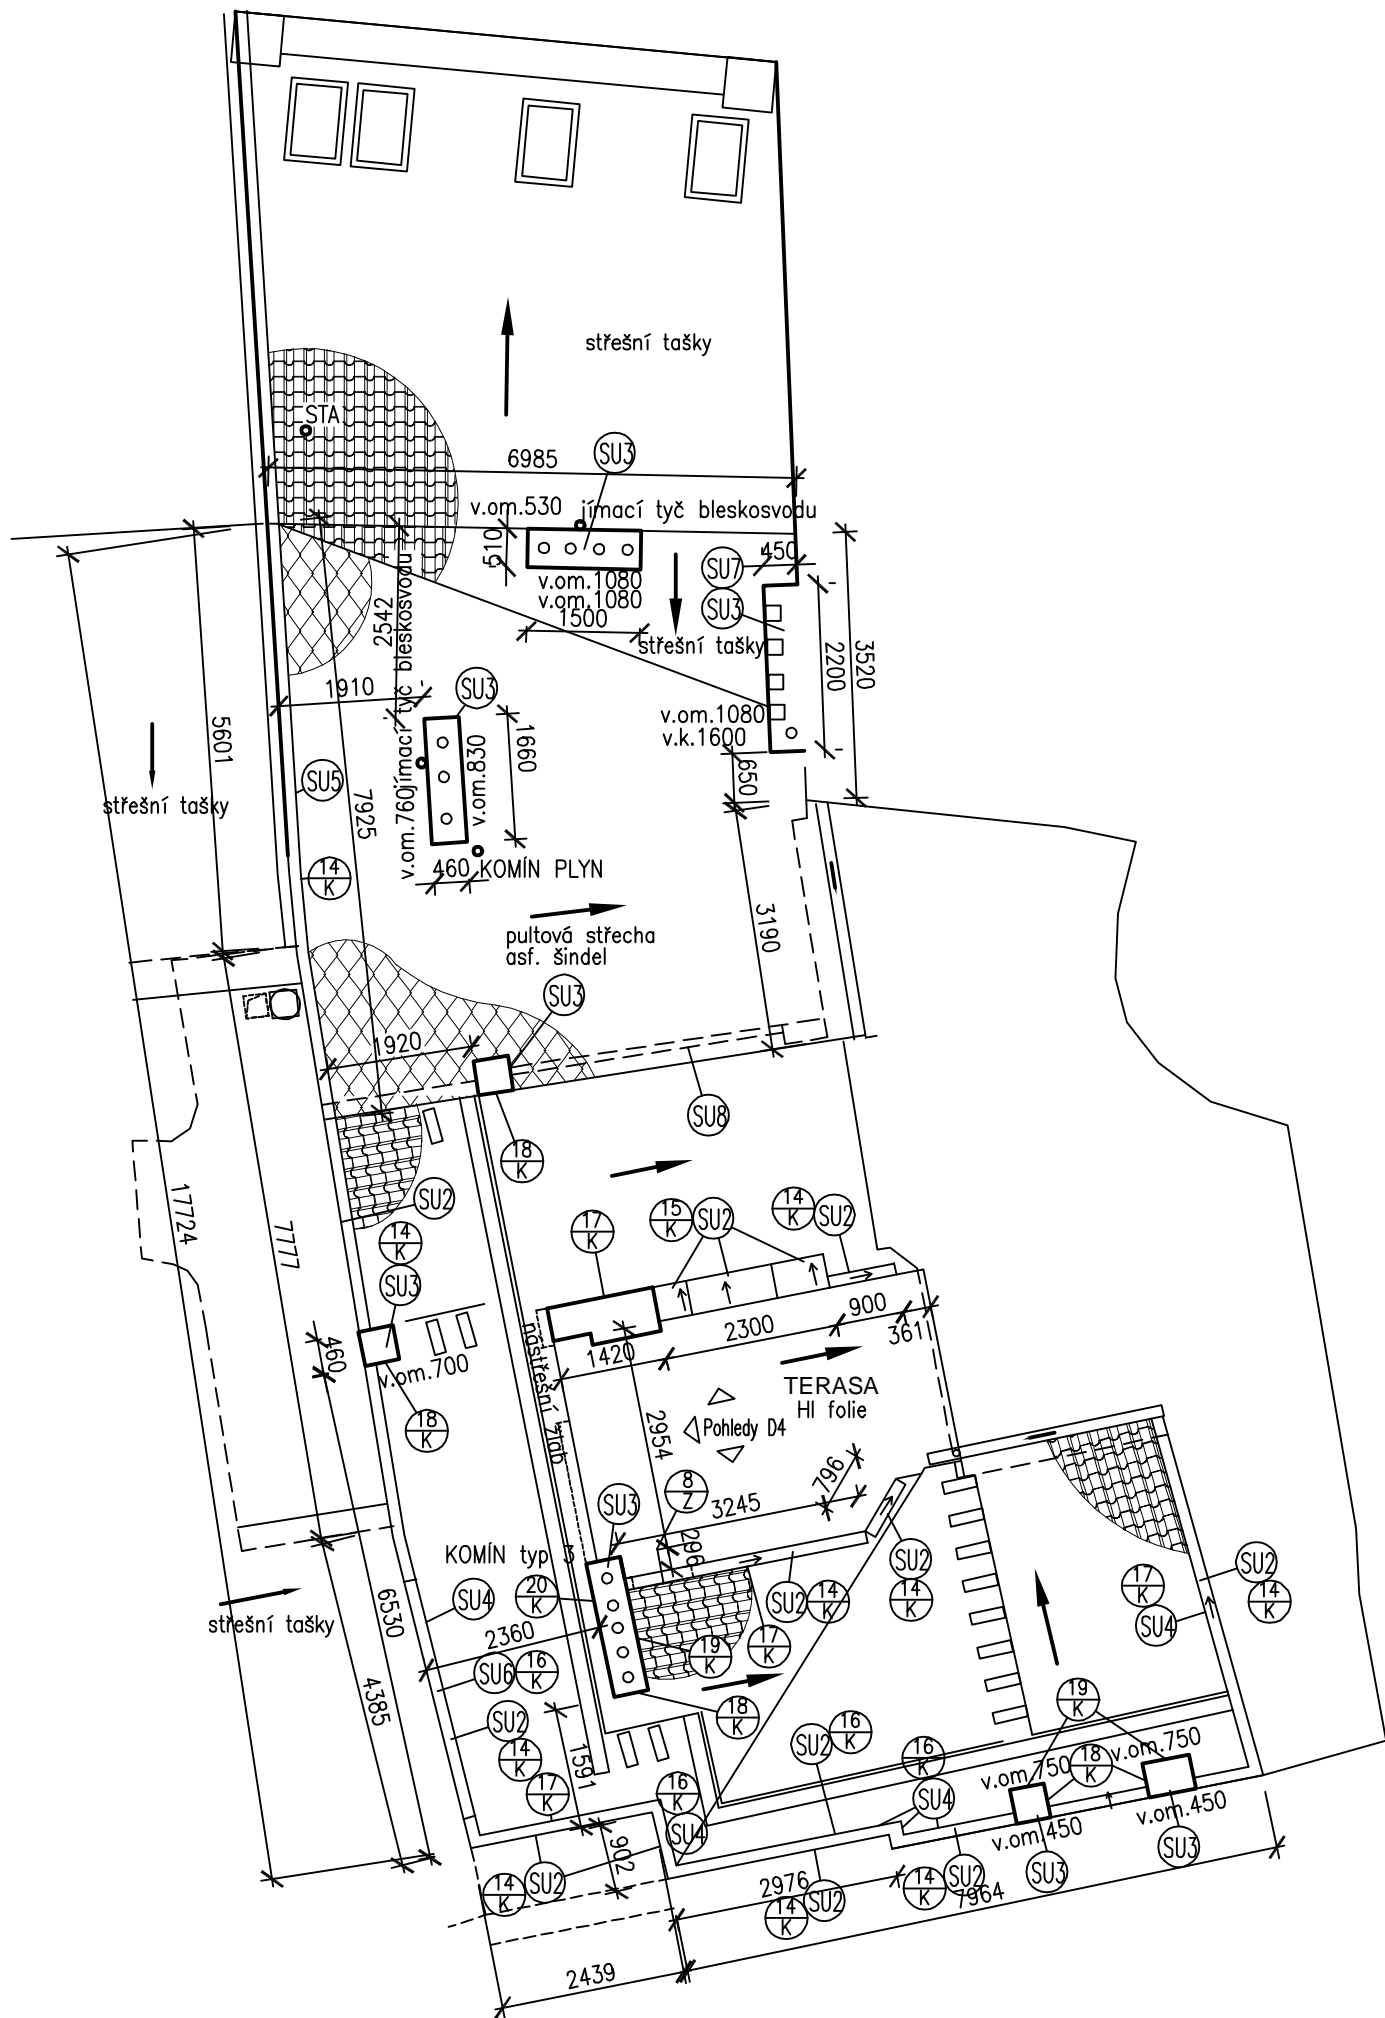 střešní tašky
STA
SU3
6985
v.om.530
jímací tyč bleskosvodu
510
450
SU7
v.om.1080
v.om.1080
SU3
1500
střešní tašky
2542
jímací tyč bleskosvodu
2200
3520
1910
SU3
v.om.1080
v.k.1600
5601
1660
650
SU5
v.om.830
v.om.760
7925
střešní tašky
460
KOMÍN PLYN
14
K
3190
pultová střecha
asf. šindel
SU3
1920
SU8
18
K
17724
7777
SU2
14
K
SU3
17
K
15
K
SU2
14
K
SU2
460
v.om.700
nástřešní žlab
1420
2300
900
361
TERASA
HI folie
18
K
2954
Pohledy D4
796
8
Z
3245
SU3
296
KOMÍN typ 3
20
K
SU4
6530
střešní tašky
2360
SU2
14
K
SU2
14
K
17
K
SU4
SU2
14
K
19
K
17
K
SU6
16
K
4385
18
K
SU2
14
K
17
K
1591
SU2
16
K
16
K
19
K
18
K
v.om.750
v.om.750
16
K
SU4
SU4
v.om.450
v.om.450
902
SU2
14
K
2976
14
K
SU2
14
K
SU2
7964
SU3
SU3
2439